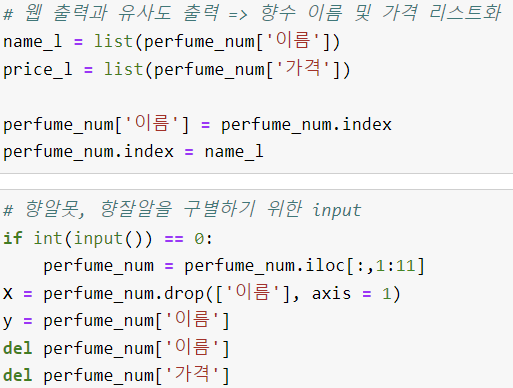 # 웹 출력과 유사도 출력 => 향수 이름 및 가격 리스트화
name_l = list(perfume_num['이름'])
price_l = list(perfume_num['가격'])
perfume_num['이름'] = perfume_num.index
perfume_num.index = name_l
# 향알못, 향잘알을 구별하기 위한 input
if int(input()) == 0:
    perfume_num = perfume_num.iloc[:,1:11]
X = perfume_num.drop(['이름'], axis = 1)
y = perfume_num['이름']
del perfume_num['이름']
del perfume_num['가격']